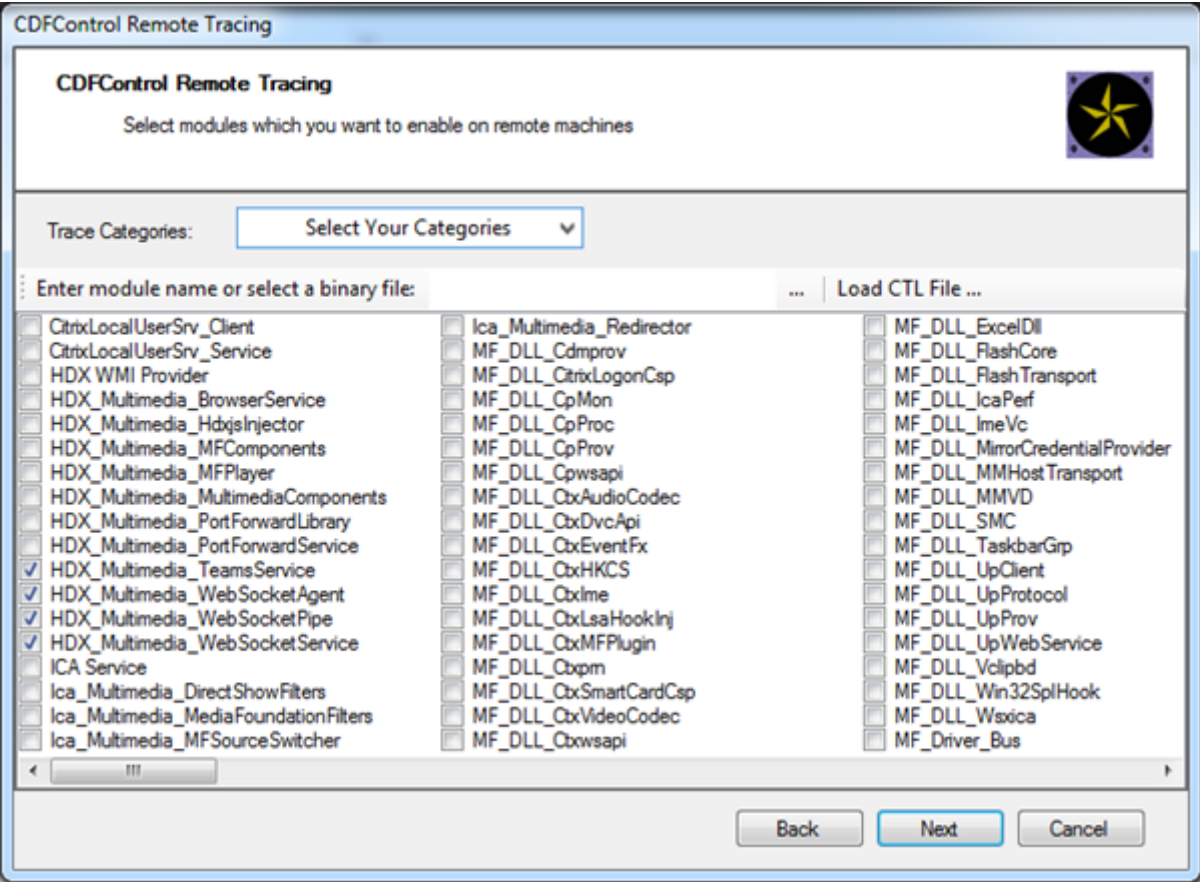 CDFControl Remote Tracing
CDFControl Remote Tracing
Select modules which you want to enable on remote machines
Trace Categories:
Select Your Categories
Enter module name or select a binary file:
...
Load CTL File ...
CitrixLocalUserSrv_Client
CitrixLocalUserSrv_Service
HDX WMI Provider
HDX_Multimedia_BrowserService
HDX_Multimedia_HdxjsInjector
HDX_Multimedia_MFComponents
HDX_Multimedia_MFPlayer
HDX_Multimedia_MultimediaComponents
HDX_Multimedia_PortForwardLibrary
HDX_Multimedia_PortForwardService
HDX_Multimedia_TeamsService
HDX_Multimedia_WebSocketAgent
HDX_Multimedia_WebSocketPipe
HDX_Multimedia_WebSocketService
ICA Service
Ica_Multimedia_DirectShowFilters
Ica_Multimedia_MediaFoundationFilters
Ica_Multimedia_MFSourceSwitcher
Ica_Multimedia_Redirector
MF_DLL_Cdmprov
MF_DLL_CitrixLogonCsp
MF_DLL_CpMon
MF_DLL_CpProc
MF_DLL_CpProv
MF_DLL_Cpwsapi
MF_DLL_CtxAudioCodec
MF_DLL_CtxDvcApi
MF_DLL_CtxEventFx
MF_DLL_CtxHKCS
MF_DLL_CtxIme
MF_DLL_CtxLsaHookInj
MF_DLL_CtxMFPlugin
MF_DLL_Ctxpm
MF_DLL_CtxSmartCardCsp
MF_DLL_CtxVideoCodec
MF_DLL_Ctxwsapi
MF_DLL_ExcelDll
MF_DLL_FlashCore
MF_DLL_FlashTransport
MF_DLL_IcaPerf
MF_DLL_ImeVc
MF_DLL_MirrorCredentialProvider
MF_DLL_MMHostTransport
MF_DLL_MMVD
MF_DLL_SMC
MF_DLL_TaskbarGrp
MF_DLL_UpClient
MF_DLL_UpProtocol
MF_DLL_UpProv
MF_DLL_UpWebService
MF_DLL_Vclipbd
MF_DLL_Win32SplHook
MF_DLL_Wsxica
MF_Driver_Bus
Back
Next
Cancel